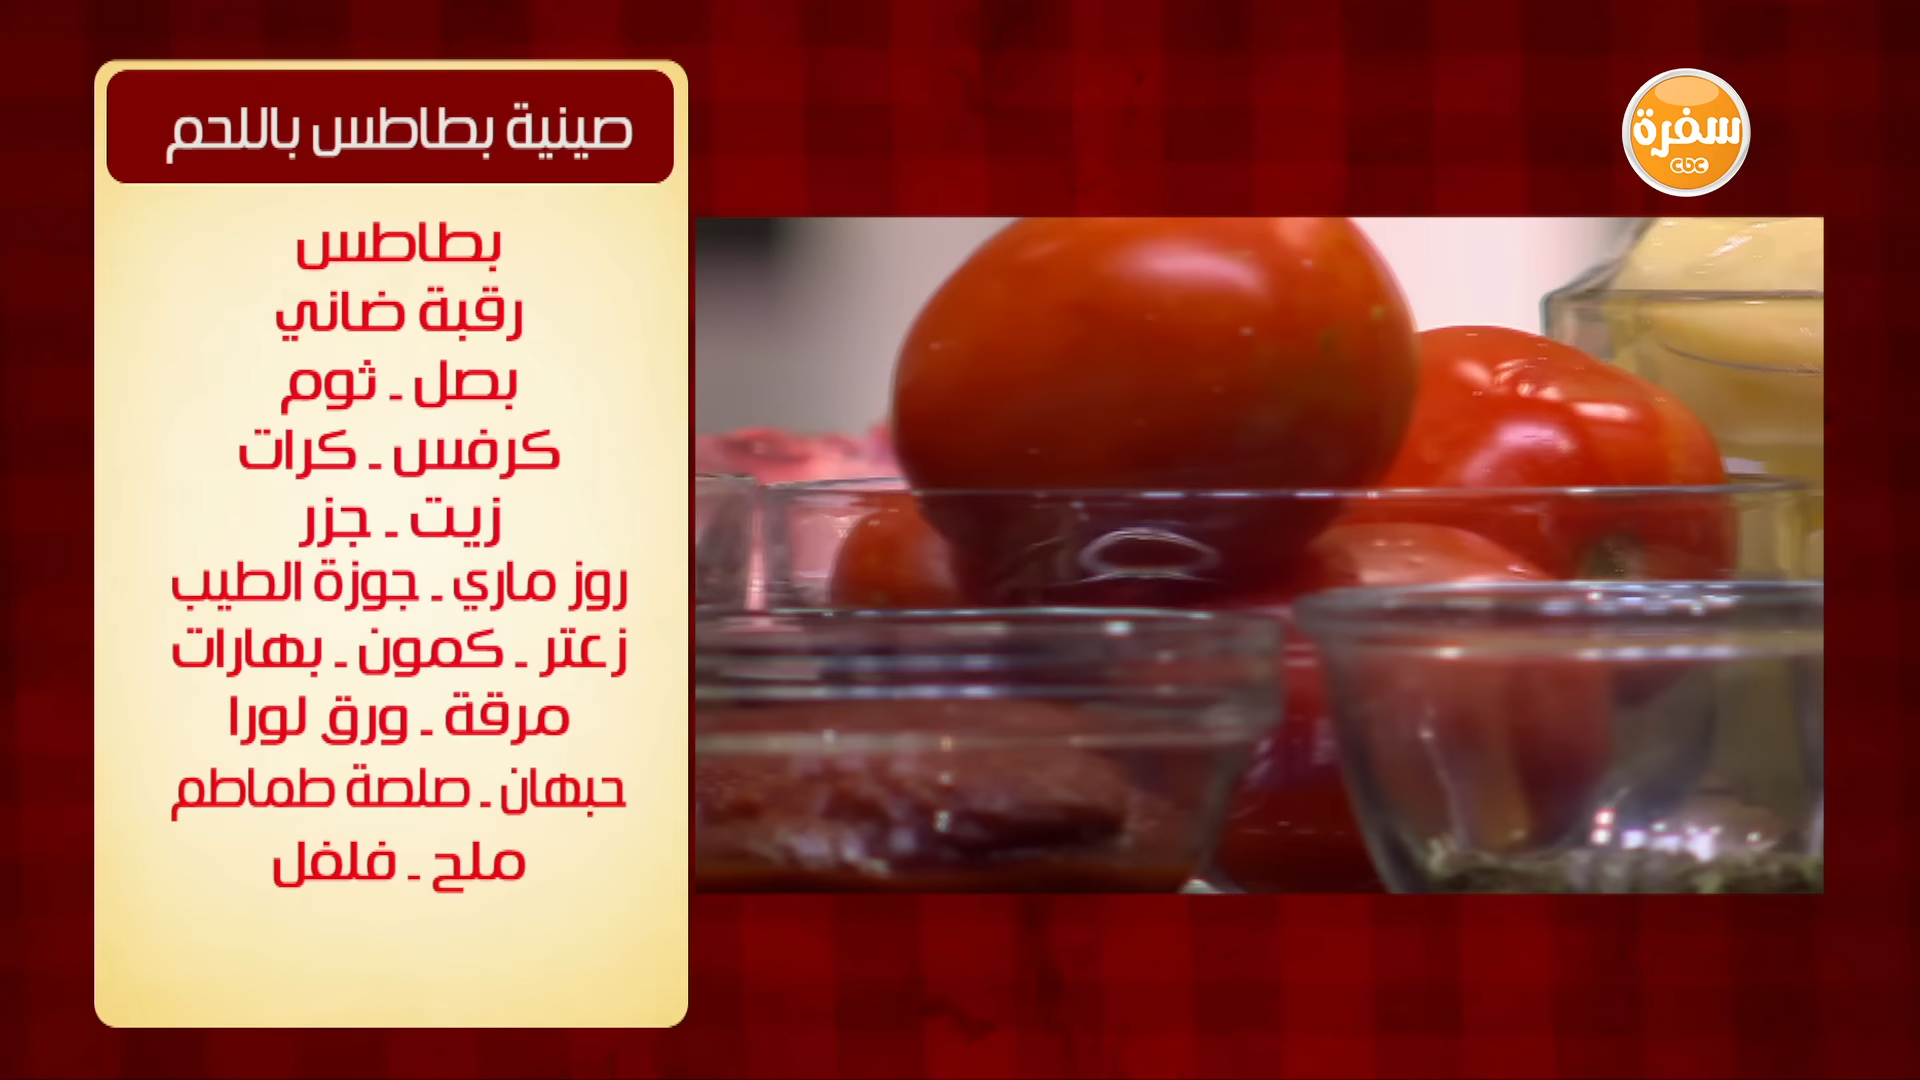 صينية بطاطس باللحم
بطاطس
رقبة ضاني
بصل ـ ثوم
كرفس ـ كرات
زيت ـ جزر
روز ماري ـ جوزة الطيب
زعتر ـ كمون ـ بهارات
مرقة ـ ورق لورا
حبهان ـ صلصة طماطم
ملح ـ فلفل
سفرة
cbc